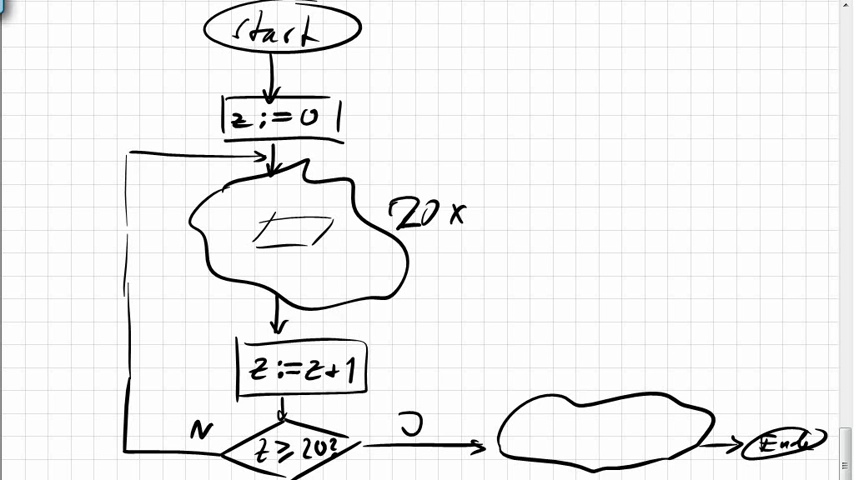 start
z := 0
20 x
z := z + 1
N
z ≥ 20?
J
Ende